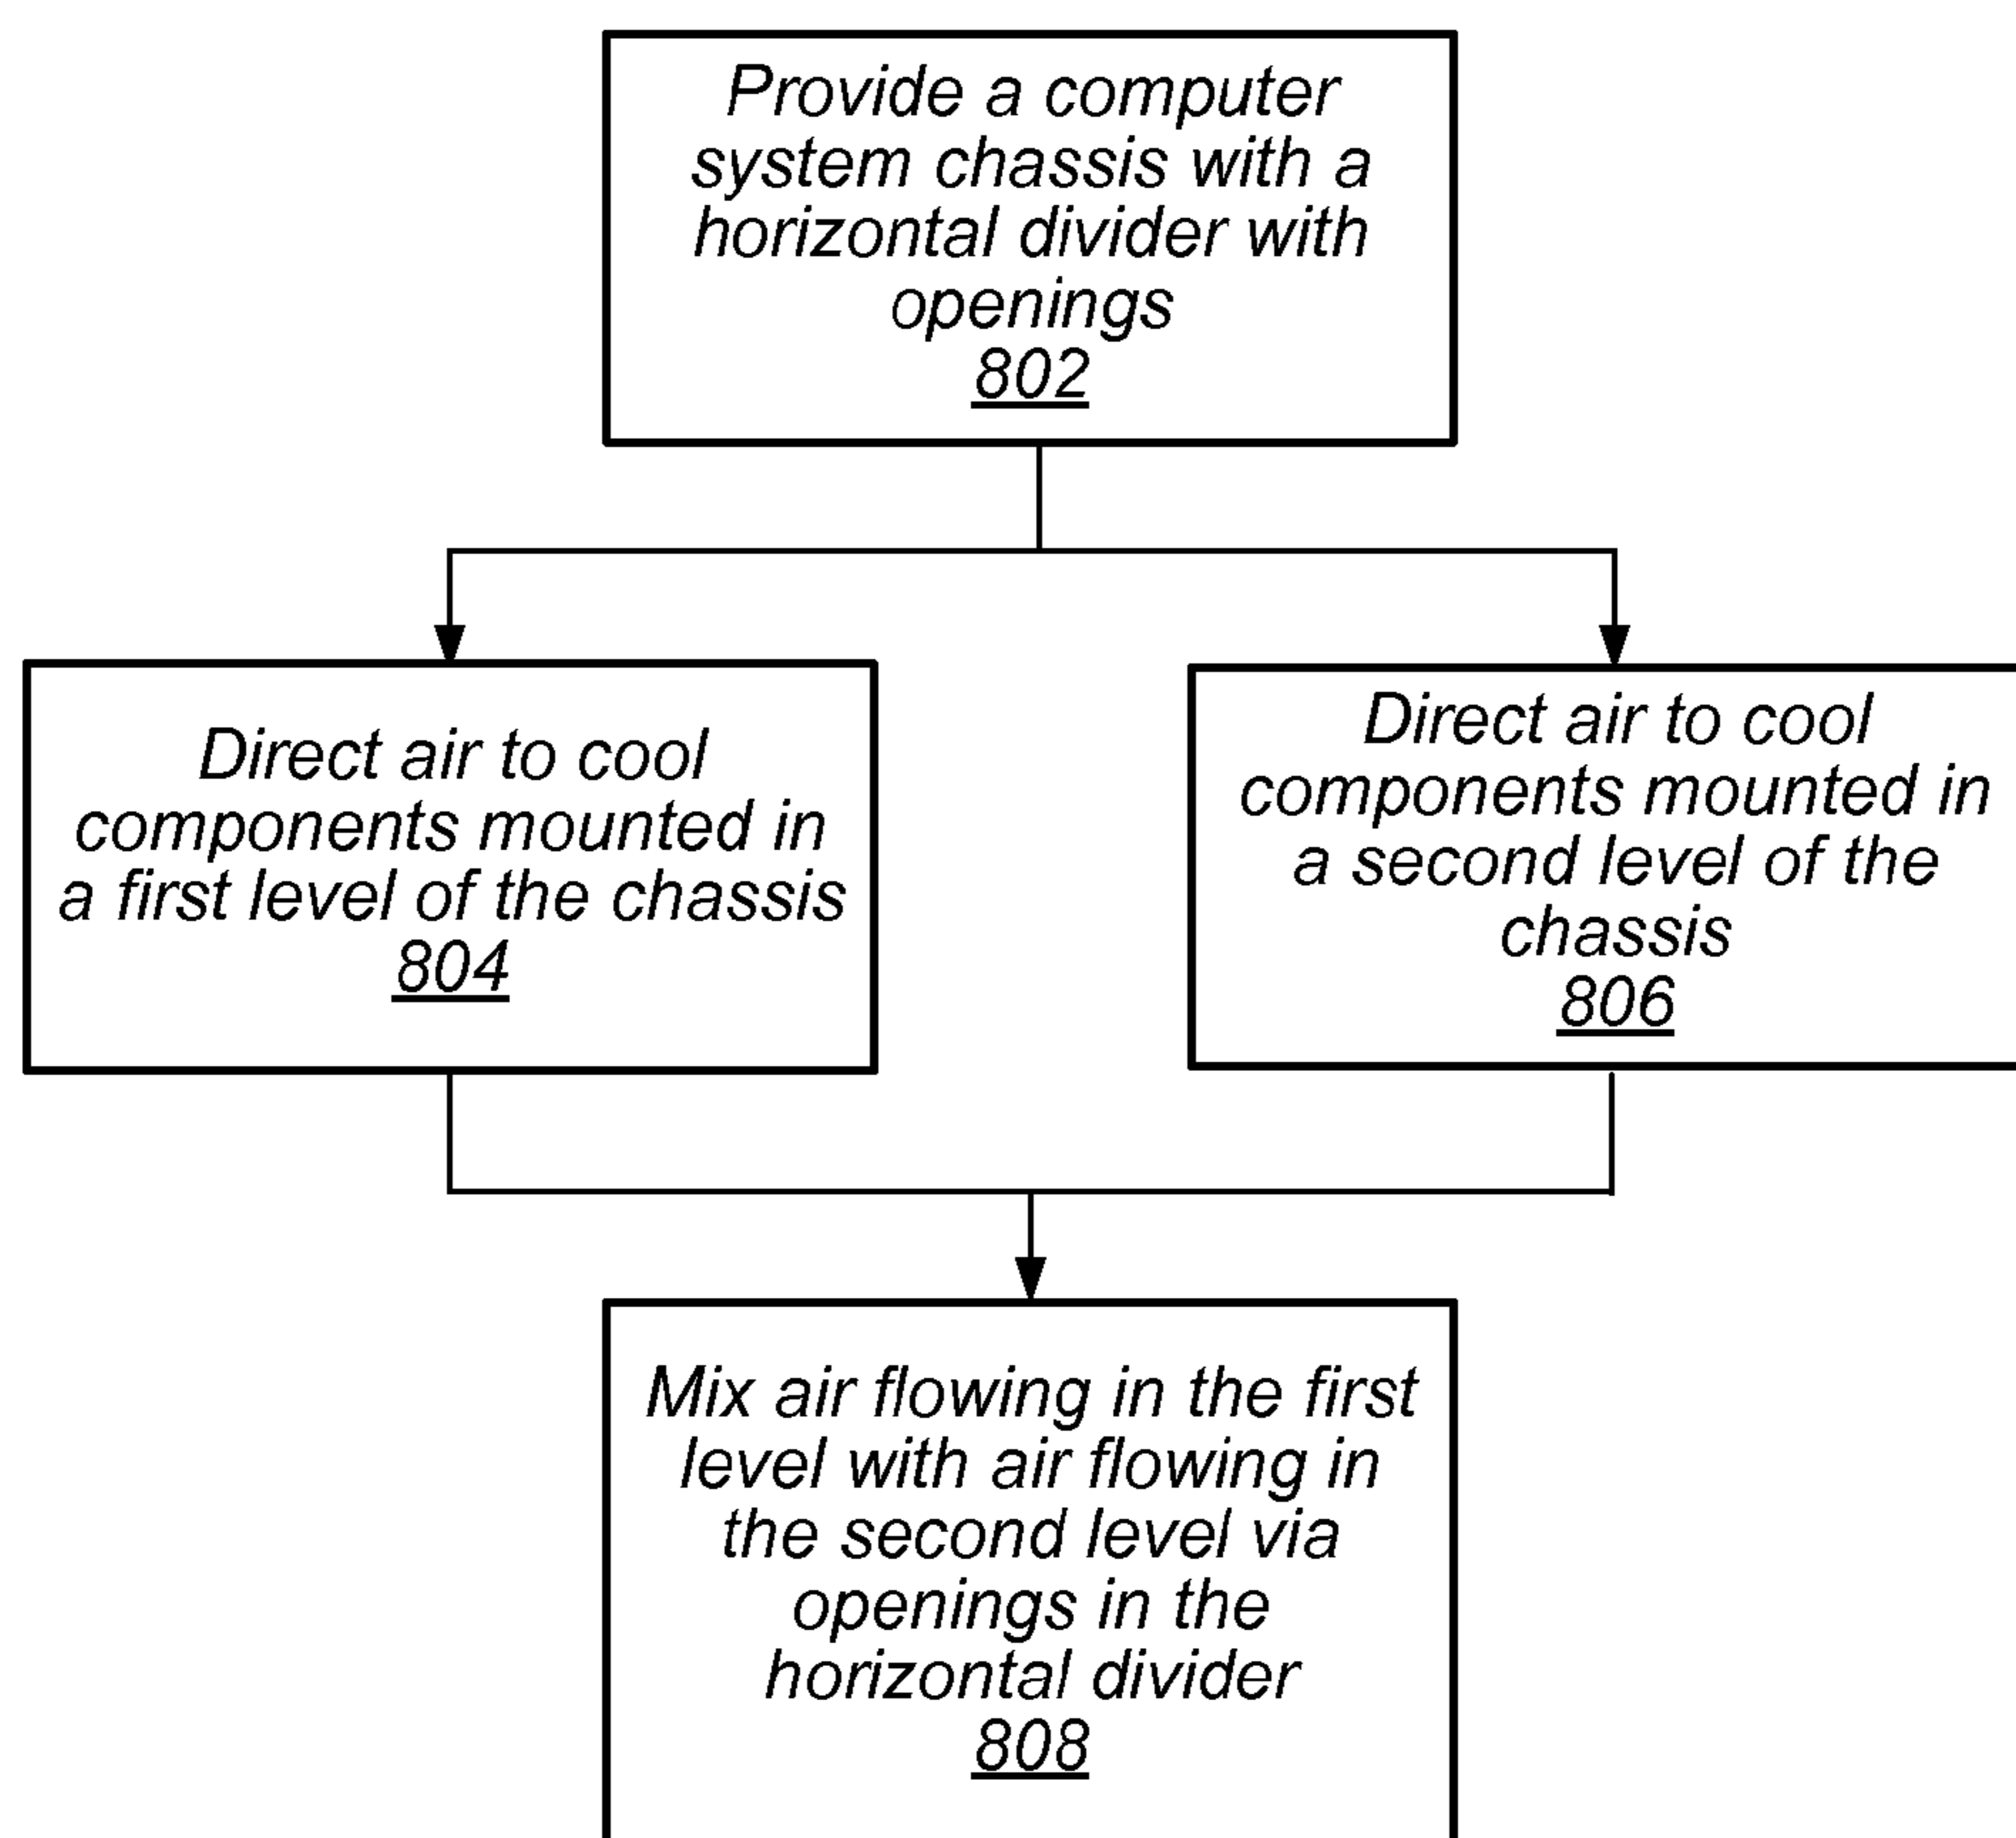 Provide a computer
system chassis with a
horizontal divider with
openings
802
Direct air to cool
components mounted in
a first level of the chassis
804
Direct air to cool
components mounted in
a second level of the
chassis
806
Mix air flowing in the first
level with air flowing in
the second level via
openings in the
horizontal divider
808